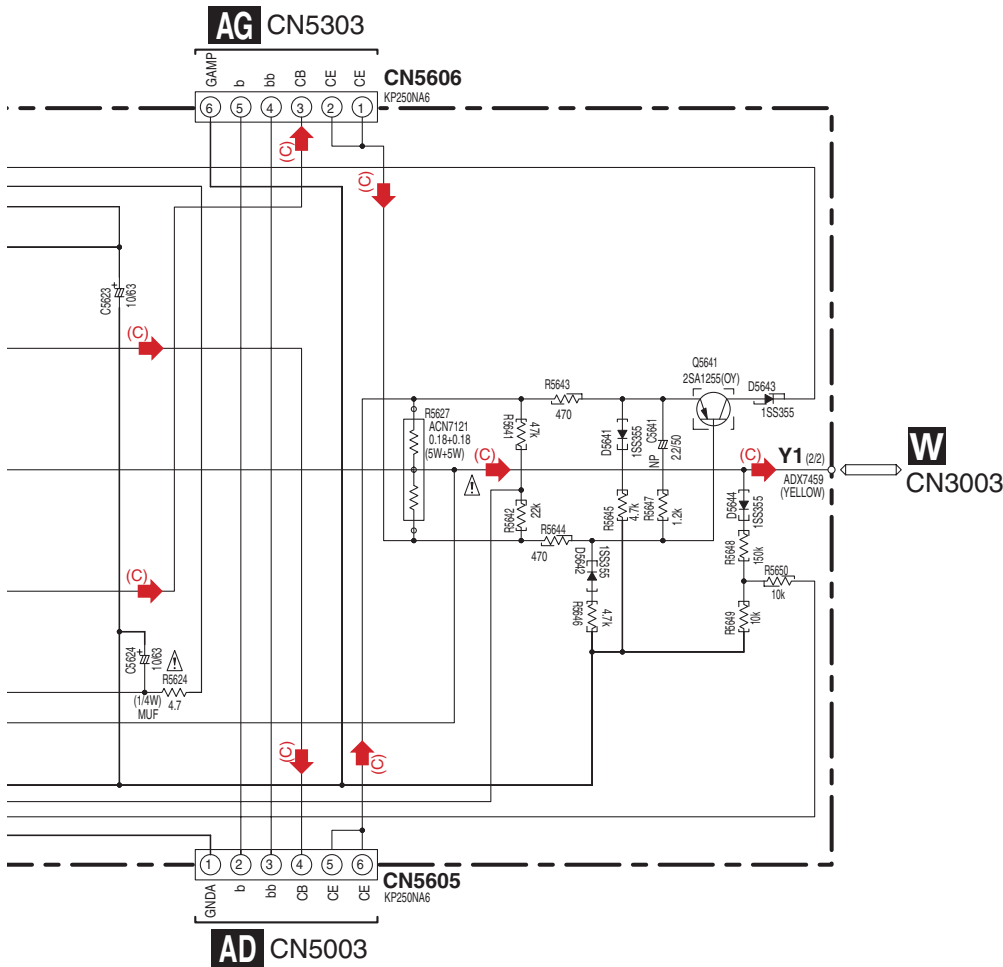 AG CN5303
GAMP
b
bb
CB
CE
CE
CN5606
KP250NA6
6
5
4
3
2
1
(C)
(C)
C5623
+
10/63
(C)
Q5641
2SA1255(OY)
R5643
470
D5643
1SS355
R5627
ACN7121
0.18+0.18
(5W+5W)
R5641
47k
D5641
1SS355
C5641
NP
2.2/50
(C)
Y1 (2/2)
ADX7459
(YELLOW)
W
CN3003
R5642
22k
R5644
470
R5645
4.7k
R5647
1.2k
D5644
1SS355
R5648
150k
R5650
10k
R5649
10k
D5642
1SS355
R5646
4.7k
(C)
(C)
C5624
+
10/63
R5624
4.7
(1/4W)
MUF
(C)
(C)
1
2
3
4
5
6
CN5605
KP250NA6
GNDA
b
bb
CB
CE
CE
AD CN5003